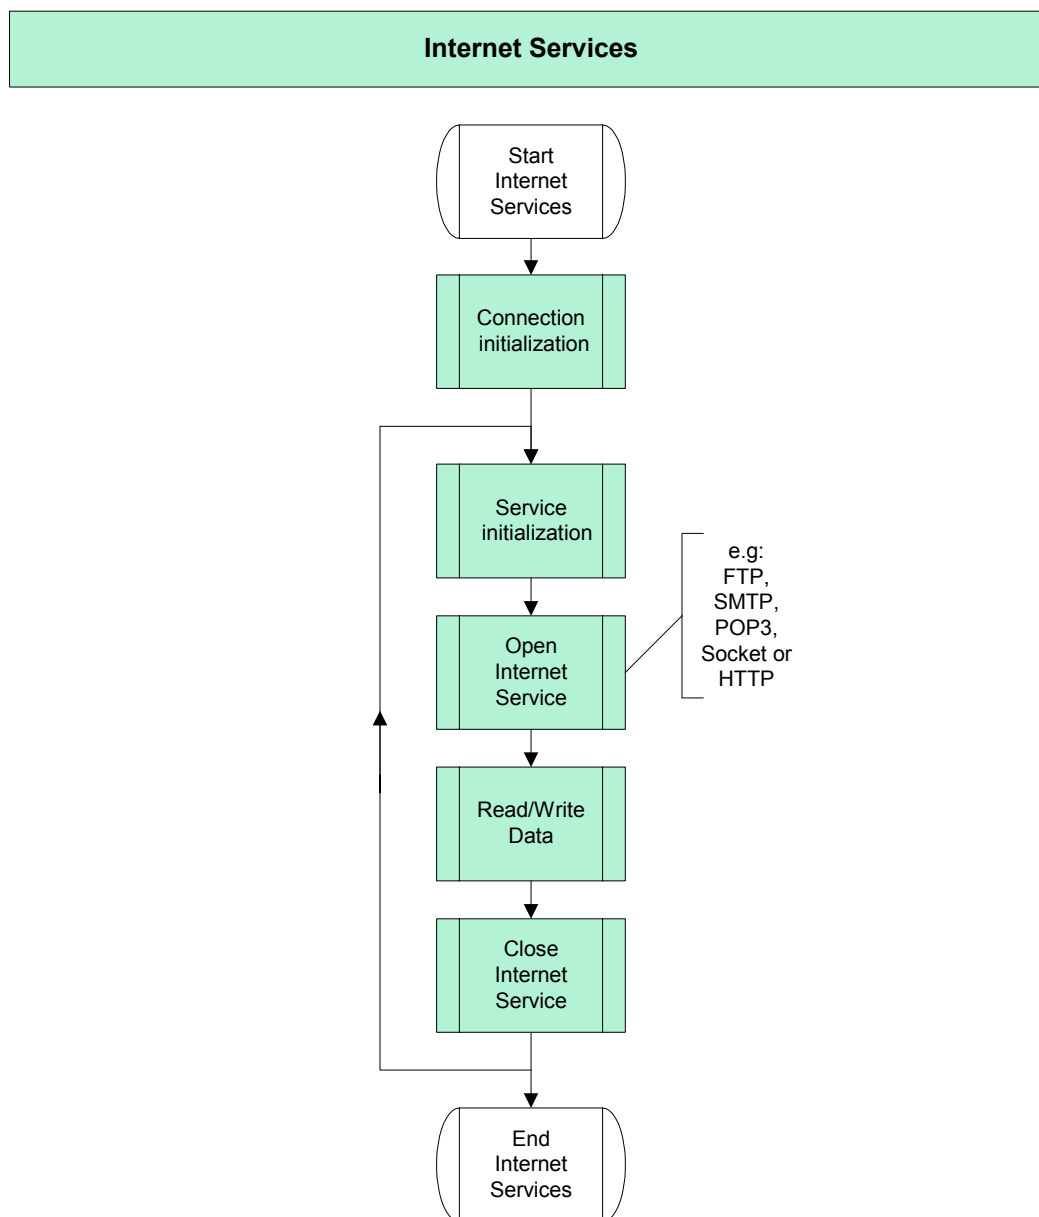 Internet Services
Start
Internet
Services
Connection
initialization
Service
initialization
e.g:
FTP,
SMTP,
POP3,
Socket or
HTTP
Open
Internet
Service
Read/Write
Data
Close
Internet
Service
End
Internet
Services